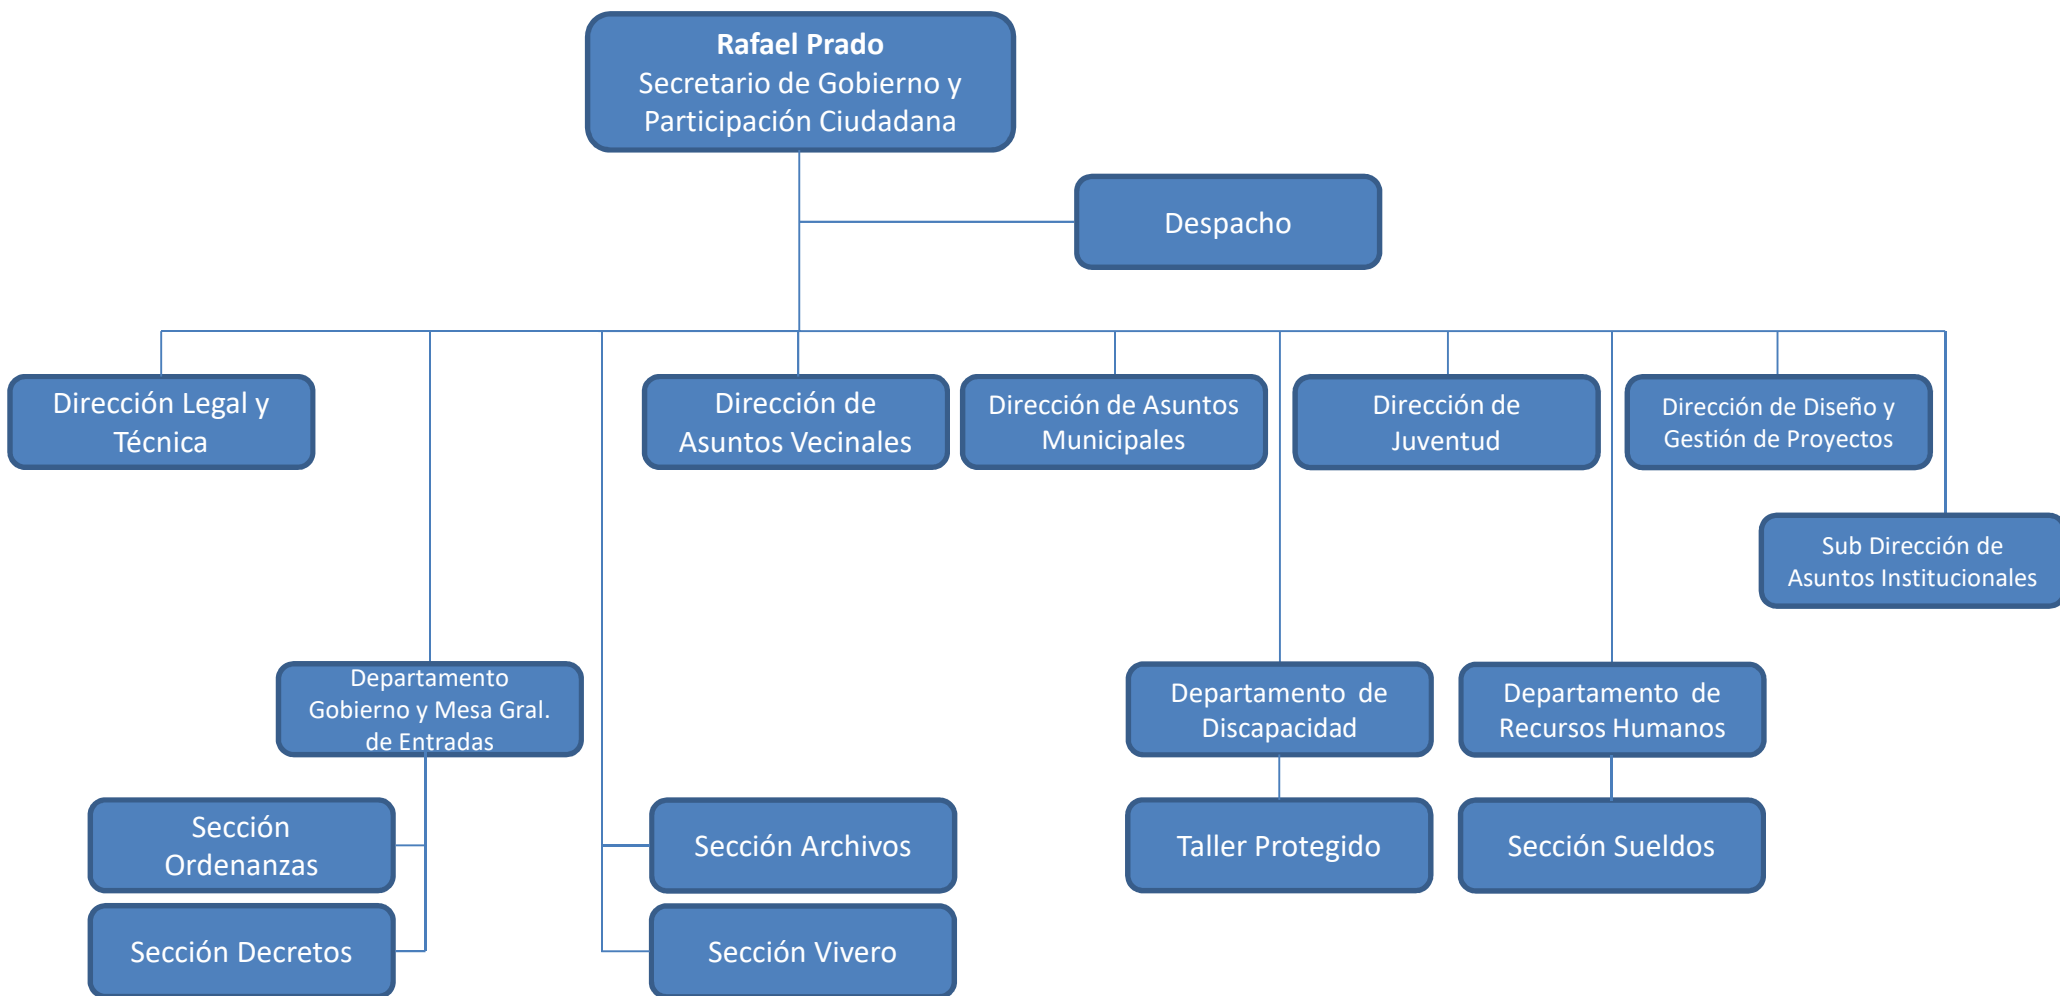 Rafael Prado
Secretario de Gobierno y
Participación Ciudadana
Despacho
Dirección Legal y
Técnica
Dirección de
Asuntos Vecinales
Dirección de Asuntos
Municipales
Dirección de
Juventud
Dirección de Diseño y
Gestión de Proyectos
Sub Dirección de
Asuntos Institucionales
Departamento
Gobierno y Mesa Gral.
de Entradas
Departamento de
Discapacidad
Departamento de
Recursos Humanos
Sección
Ordenanzas
Sección Archivos
Taller Protegido
Sección Sueldos
Sección Decretos
Sección Vivero